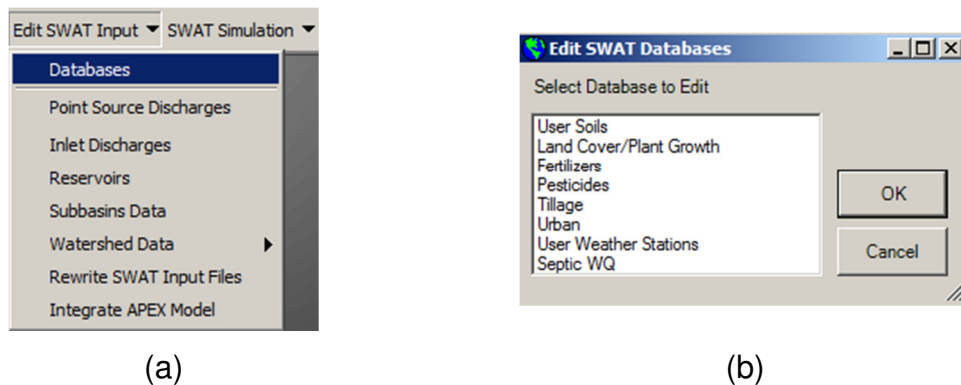 Edit SWAT Input SWAT Simulation
Databases
Point Source Discharges
Inlet Discharges
Reservoirs
Subbasins Data
Watershed Data
Rewrite SWAT Input Files
Integrate APEX Model
(a)
Edit SWAT Databases
Select Database to Edit
User Soils
Land Cover/Plant Growth
Fertilizers
Pesticides
Tillage
Urban
User Weather Stations
Septic WQ
OK
Cancel
(b)